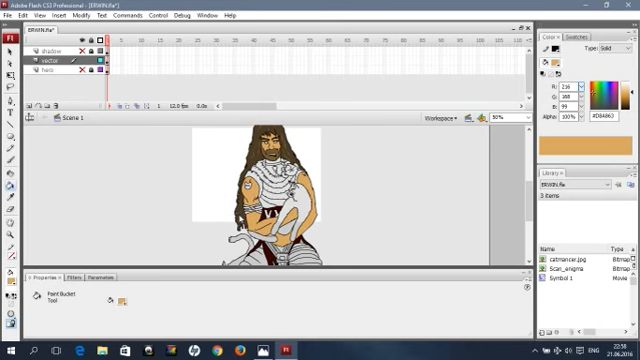 Adobe Flash CS3 Professional - [ERWIN.fla*]
File Edit View Insert Modify Text Commands Control Debug Window Help
ERWIN.fla*
5 10 15 20 25 30 35 40 45 50 55 60 65 70 75 80 85 90 95 100 105 110
shadow
vector
hero
1 12.0 fps 0.0s
Scene 1
Workspace
50%
Properties Filters Parameters
Paint Bucket
Tool
Color Swatches
Type: Solid
R: 216
G: 168
B: 99
Alpha: 100%
#D8A863
Library
ERWIN.fla
3 items
Name Type
catmancer.jpg Bitmap
Scan_enigma Bitmap
Symbol 1 Movie
22:58
21.06.2016